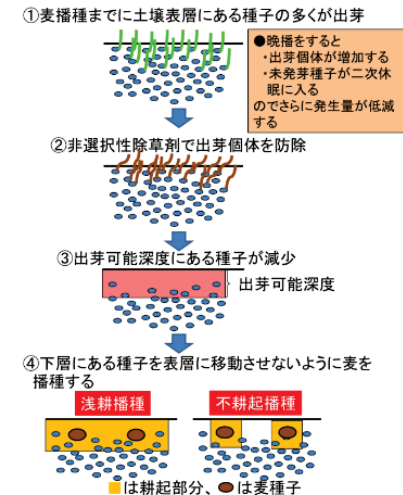 ①麦播種までに土壌表層にある種子の多くが出芽
●晩播をすると
・出芽個体が増加する
・未発芽種子が二次休
眠に入る
のでさらに発生量が低減
する
②非選択性除草剤で出芽個体を防除
③出芽可能深度にある種子が減少
出芽可能深度
④下層にある種子を表層に移動させないように麦を
播種する
浅耕播種
不耕起播種
■は耕起部分、●は麦種子